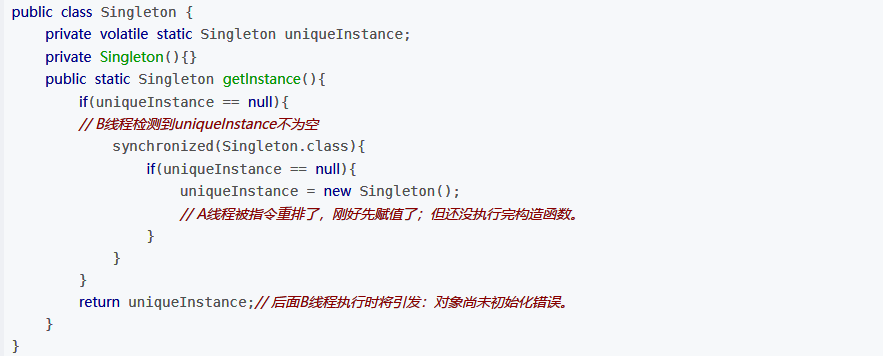 public class Singleton {
    private volatile static Singleton uniqueInstance;
    private Singleton(){}
    public static Singleton getInstance(){
        if(uniqueInstance == null){
        // B线程检测到uniqueInstance不为空
            synchronized(Singleton.class){
                if(uniqueInstance == null){
                    uniqueInstance = new Singleton();
                    // A线程被指令重排了，刚好先赋值了；但还没执行完构造函数。
                }
            }
        }
        return uniqueInstance;// 后面B线程执行时将引发：对象尚未初始化错误。
    }
}